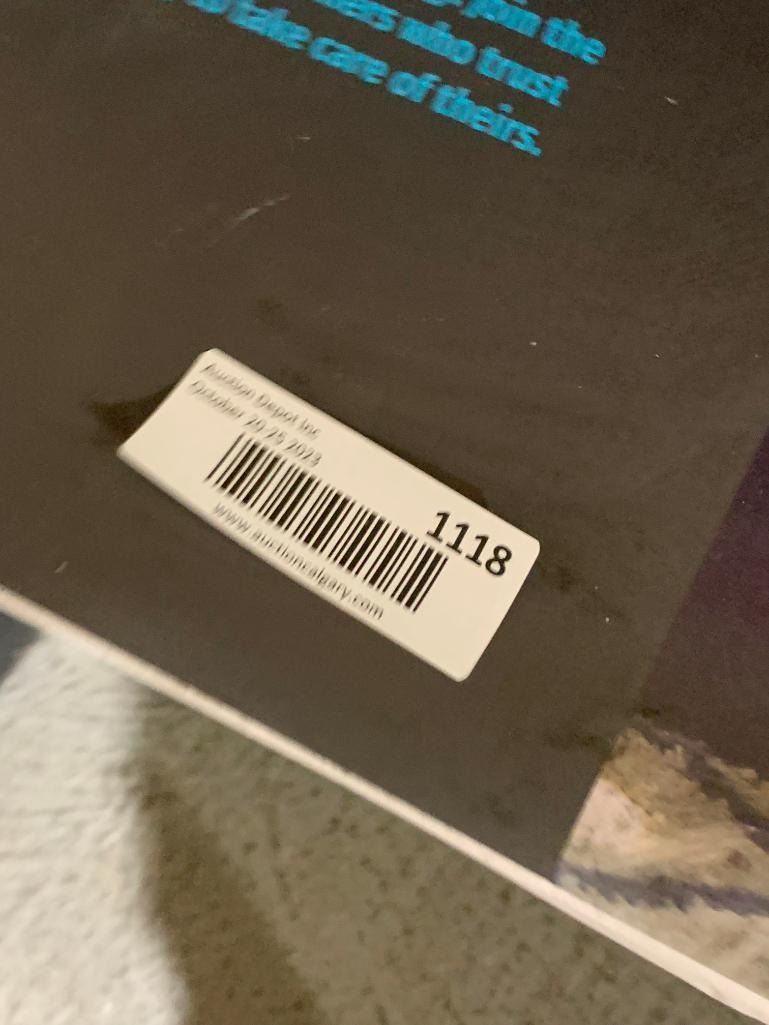 join the
who trust
to take care of theirs.
Auction Depot Inc
October 20-25 2023
1118
www.auctioncalgary.com